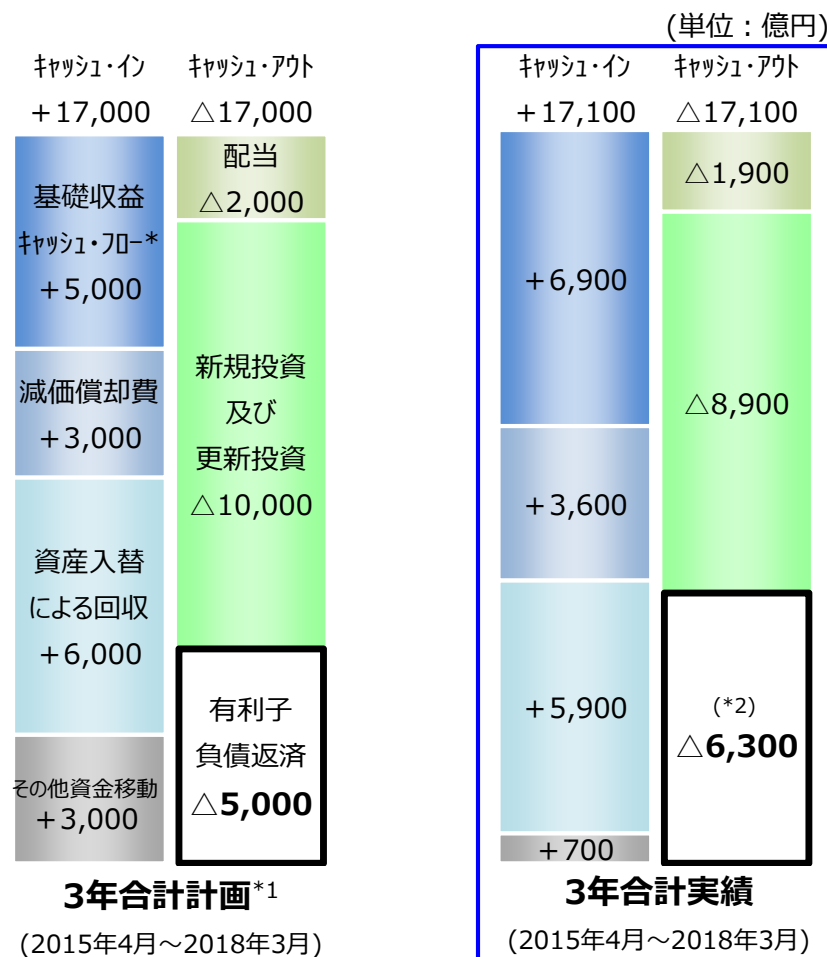 (単位：億円)
ｷｬｯｼｭ・ｲﾝ
＋17,000
基礎収益
ｷｬｯｼｭ・ﾌﾛｰ*
＋5,000
減価償却費
＋3,000
資産入替
による回収
＋6,000
その他資金移動
＋3,000
ｷｬｯｼｭ・ｱｳﾄ
△17,000
配当
△2,000
新規投資
及び
更新投資
△10,000
有利子
負債返済
△5,000
3年合計計画*1
(2015年4月～2018年3月)
ｷｬｯｼｭ・ｲﾝ
＋17,100
＋6,900
＋3,600
＋5,900
＋700
ｷｬｯｼｭ・ｱｳﾄ
△17,100
△1,900
△8,900
(*2)
△6,300
3年合計実績
(2015年4月～2018年3月)